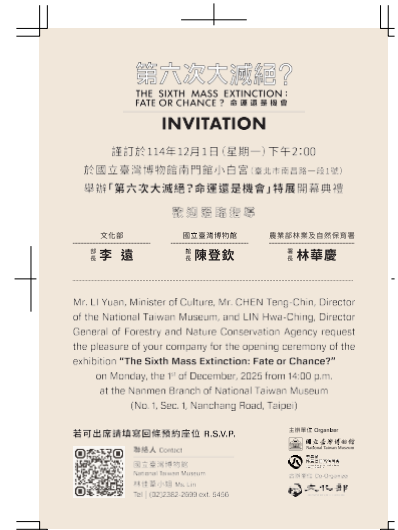 第六次大滅絕?
THE SIXTH MASS EXTINCTION:
FATE OR CHANCE? 命運還是機會
INVITATION
謹訂於114年12月1日(星期一)下午2:00
於國立臺灣博物館南門館小白宮(臺北市南昌路一段1號)
舉辦「第六次大滅絕?命運還是機會」特展開幕典禮
敬邀蒞臨指導
文化部 國立臺灣博物館 農業部林業及自然保育署
部長 李遠 館長 陳登欽 署長 林華慶
Mr. LI Yuan, Minister of Culture, Mr. CHEN Teng-Chin, Director
of the National Taiwan Museum, and LIN Hwa-Ching, Director
General of Forestry and Nature Conservation Agency request
the pleasure of your company for the opening ceremony of the
exhibition "The Sixth Mass Extinction: Fate or Chance?"
on Monday, the 1st of December, 2025 from 14:00 p.m.
at the Nanmen Branch of National Taiwan Museum
(No. 1, Sec. 1, Nanchang Road, Taipei)
若可出席請填寫回條預約座位 R.S.V.P.
聯絡人 Contact
國立臺灣博物館
National Taiwan Museum
小姐 Ms. Lin
Tel | (02)2382-2699 ext. 5456
主辦單位 Organizer
國立臺灣博物館
National Taiwan Museum
Co-Organizer
文化部